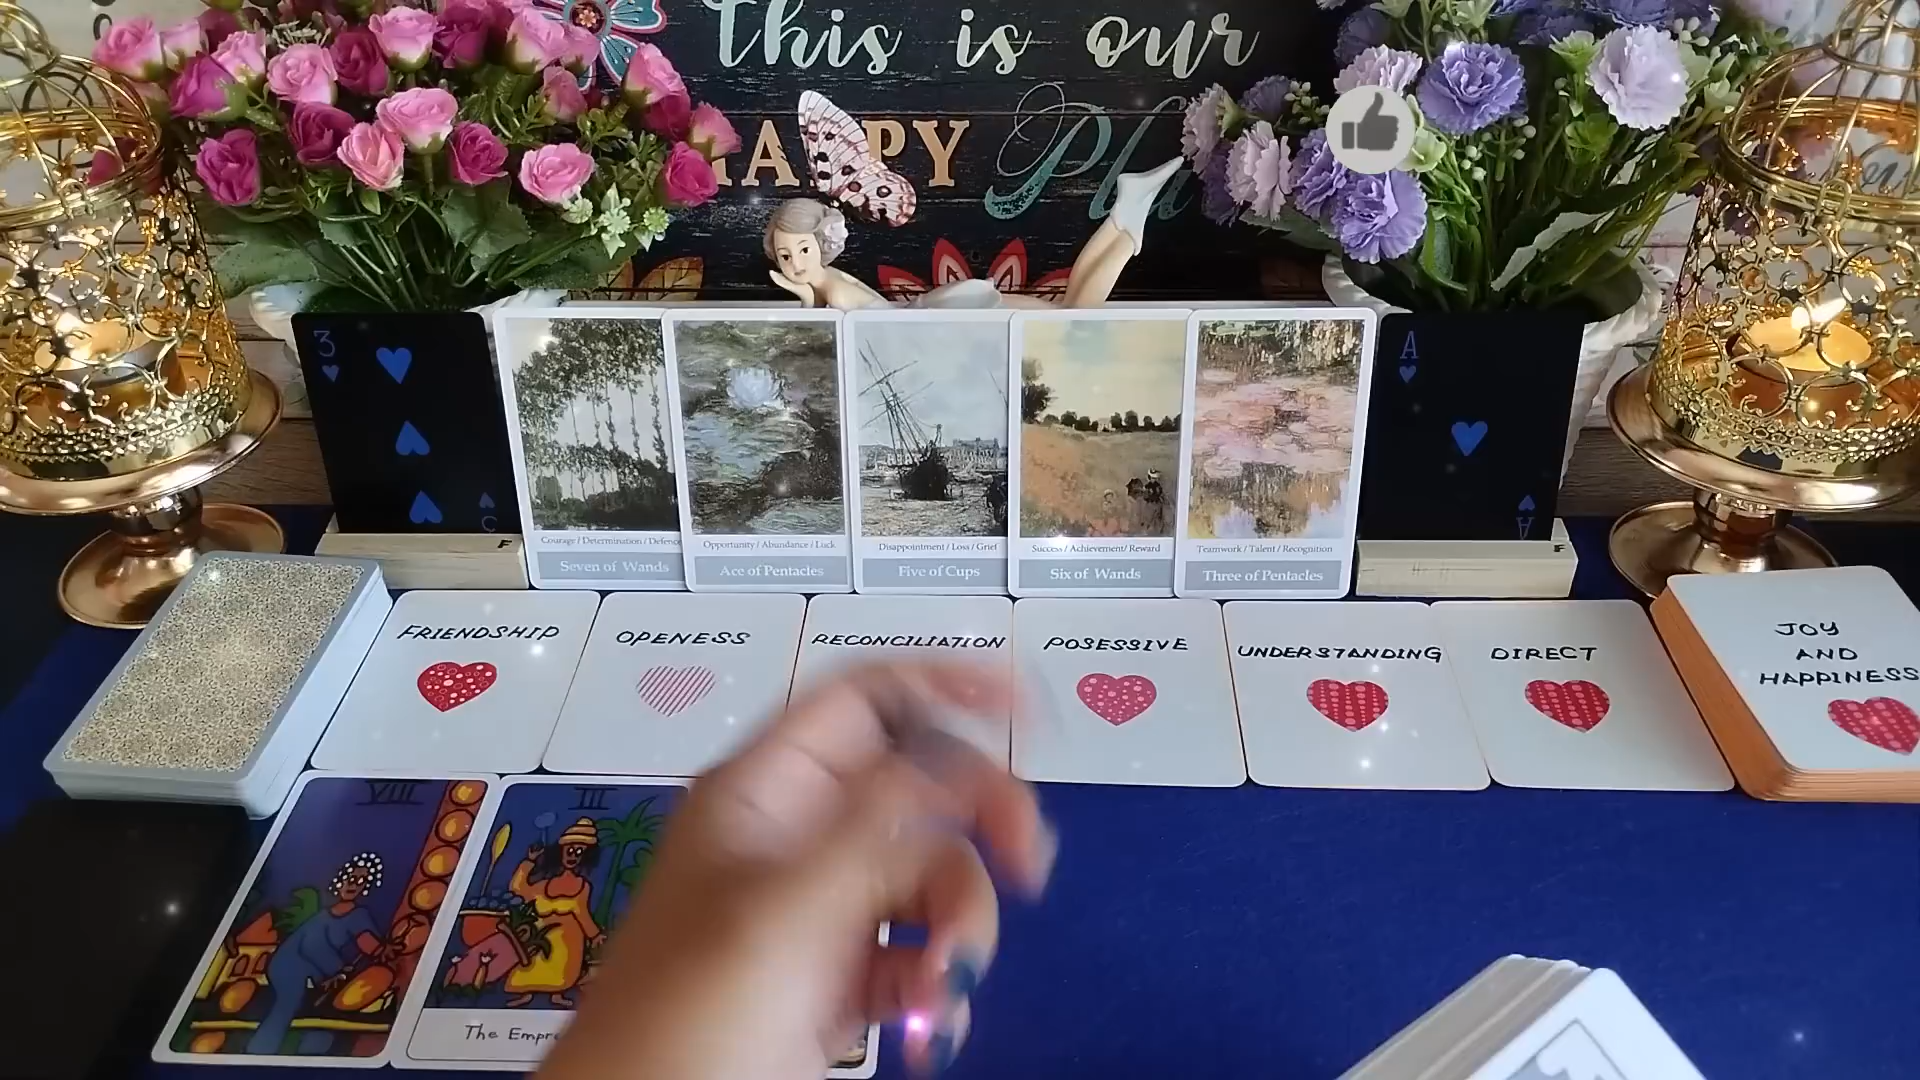 This is our
HAPPY
3
A
Courage / Determination / Defence
Seven of Wands
Opportunity / Abundance / Luck
Ace of Pentacles
Disappointment / Loss / Grief
Five of Cups
Success / Achievement / Reward
Six of Wands
Teamwork / Talent / Recognition
Three of Pentacles
A
F
F
FRIENDSHIP
OPENESS
RECONCILIATION
POSESSIVE
UNDERSTANDING
DIRECT
JOY
AND
HAPPINESS
VIII
III
The